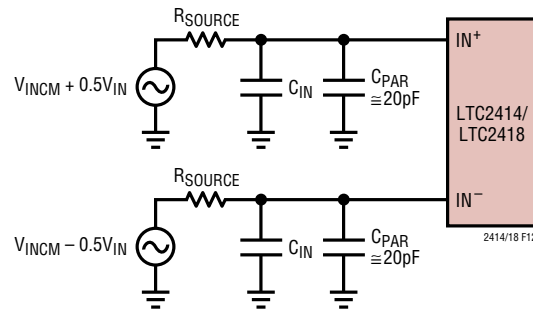 RSOURCE
IN+
VINCM + 0.5VIN
CIN
CPAR
≅20pF
LTC2414/
LTC2418
RSOURCE
IN−
VINCM − 0.5VIN
CIN
CPAR
≅20pF
2414/18 F12